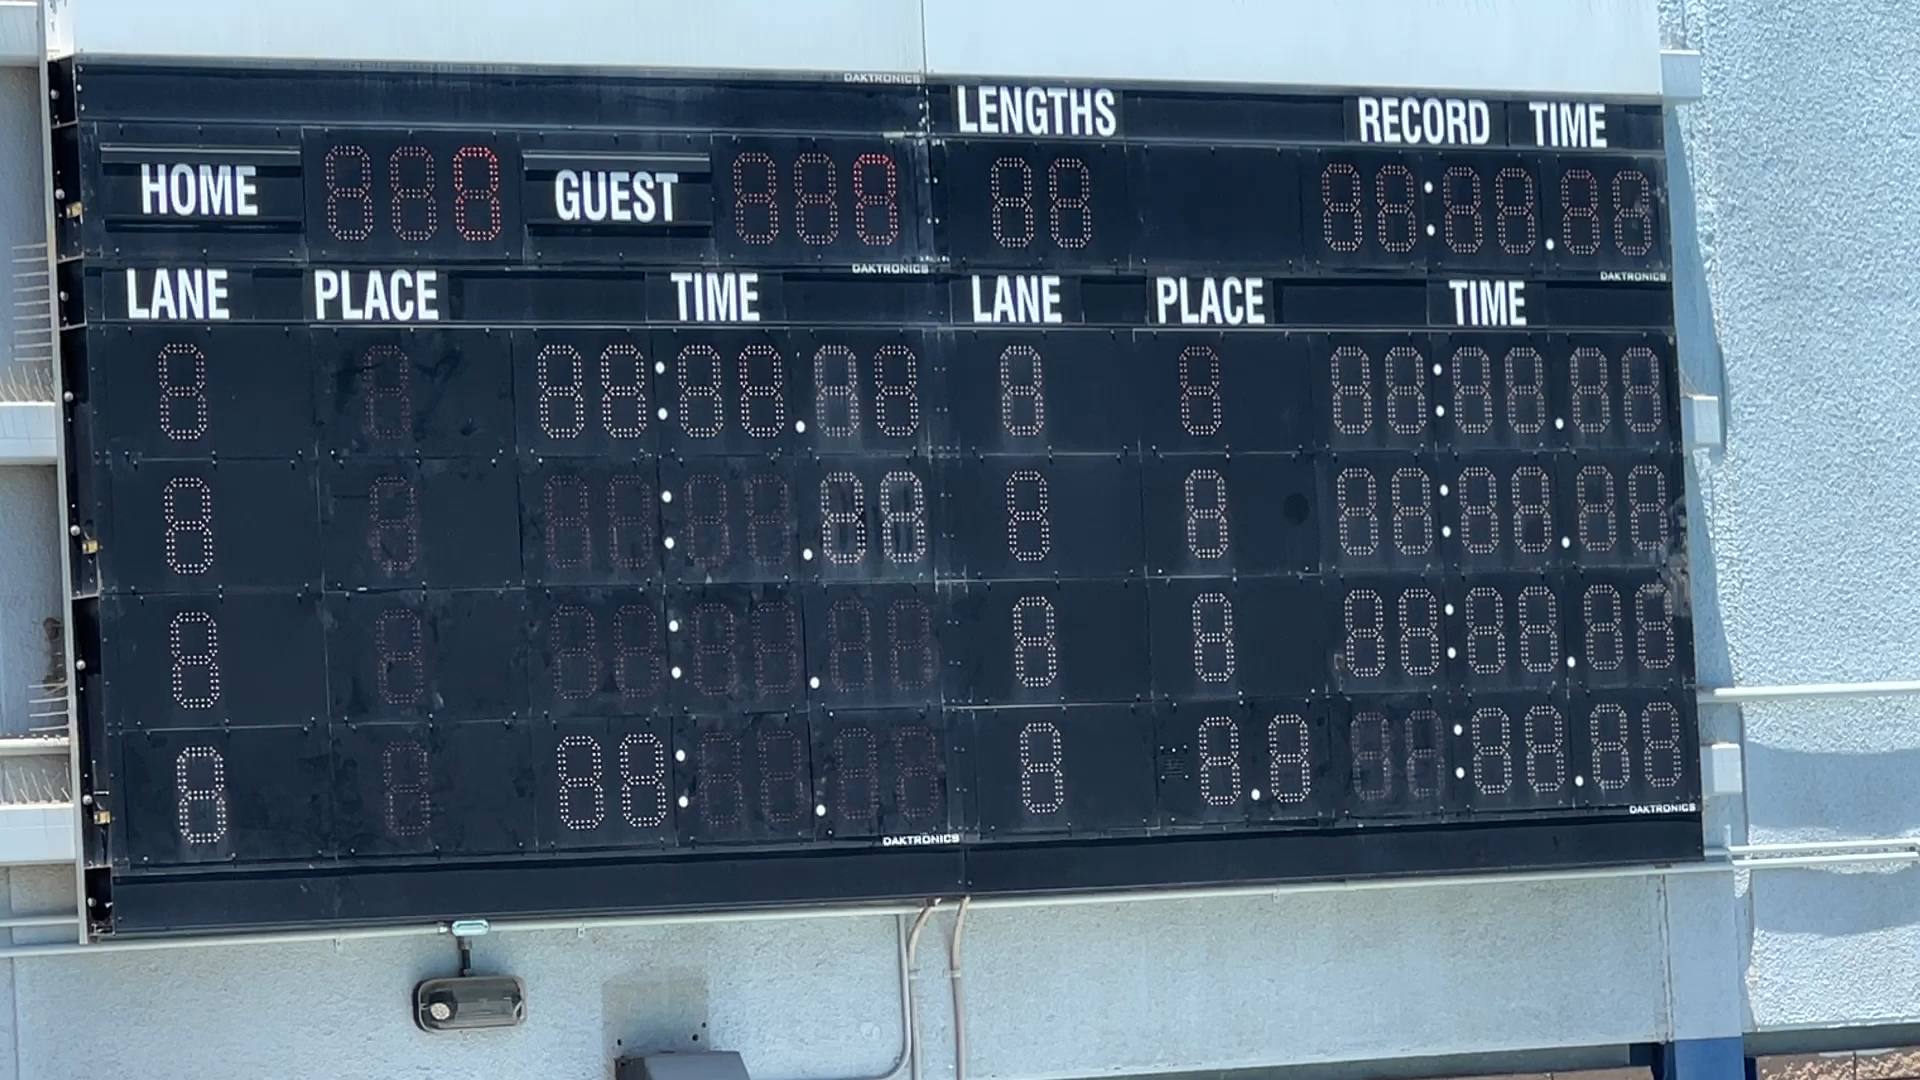 DAKTRONICS
LENGTHS RECORD TIME
HOME GUEST
DAKTRONICS DAKTRONICS
LANE PLACE TIME LANE PLACE TIME
DAKTRONICS
DAKTRONICS